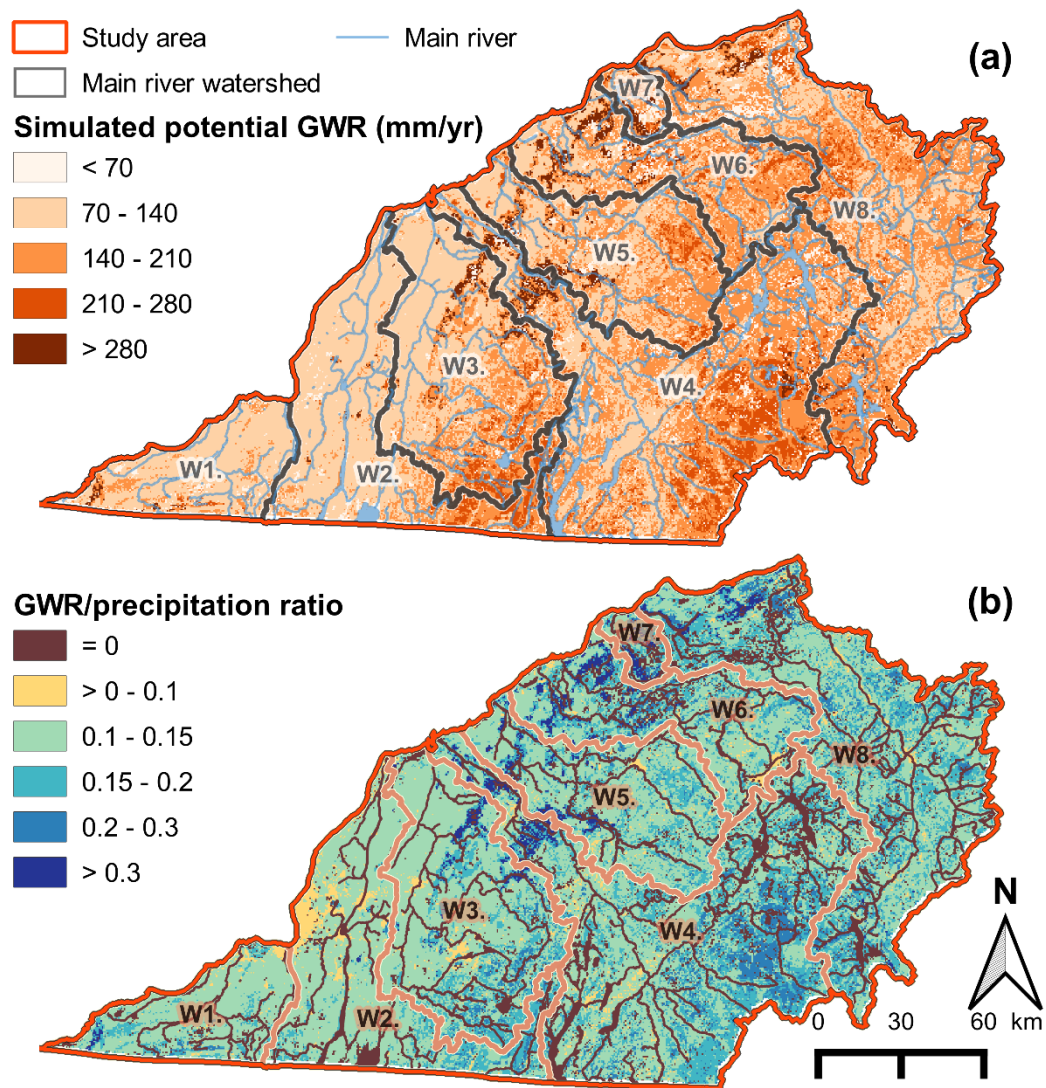 Study area
Main river
(a)
Main river watershed
Simulated potential GWR (mm/yr)
< 70
70 - 140
140 - 210
210 - 280
> 280
W7.
W6.
W8.
W5.
W3.
W4.
W1.
W2.
GWR/precipitation ratio
(b)
= 0
> 0 - 0.1
0.1 - 0.15
0.15 - 0.2
0.2 - 0.3
> 0.3
W7.
W6.
W8.
W5.
W3.
W4.
W1.
W2.
N
0 30 60 km